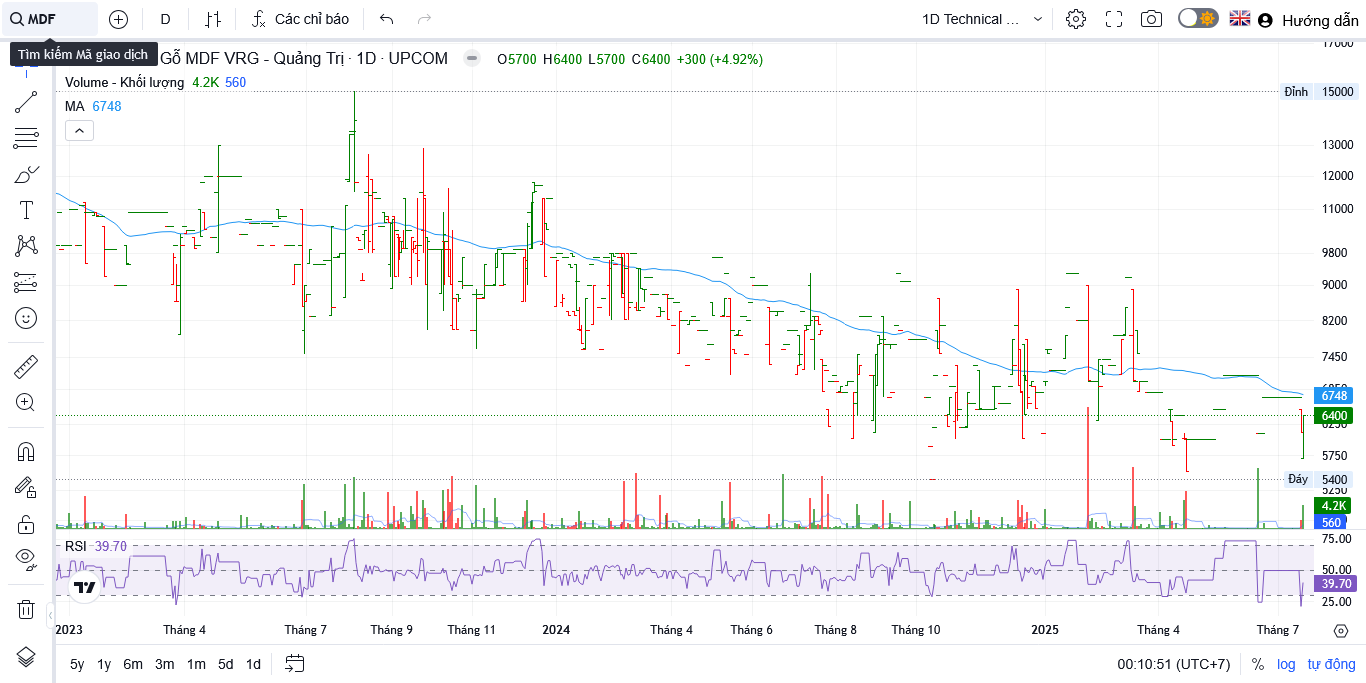 MDF
D
Các chỉ báo
1D Technical ...
Hướng dẫn
Tìm kiếm Mã giao dịch
Gỗ MDF VRG - Quảng Trị · 1D · UPCOM
O5700 H6400 L5700 C6400 +300 (+4.92%)
Volume - Khối lượng 4.2K 560
MA 6748
17000
Đỉnh 15000
13000
12000
11000
9800
9000
8200
7450
6850
6748
6400
6250
5750
Đáy 5400
5250
4.2K
560
RSI 39.70
75.00
50.00
39.70
25.00
2023 Tháng 4 Tháng 7 Tháng 9 Tháng 11 2024 Tháng 4 Tháng 6 Tháng 8 Tháng 10 2025 Tháng 4 Tháng 7
5y 1y 6m 3m 1m 5d 1d
00:10:51 (UTC+7) % log tự động